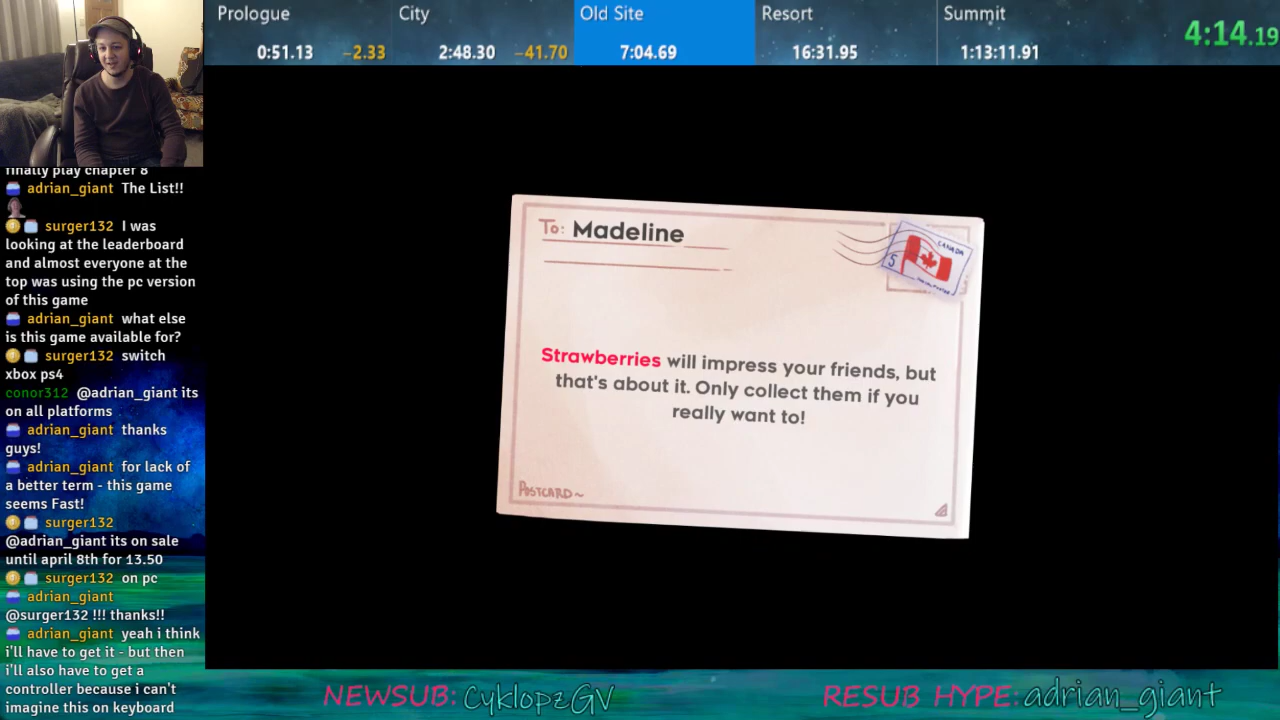 Prologue City Old Site Resort Summit
0:51.13 −2.33 2:48.30 −41.70 7:04.69 16:31.95 1:13:11.91
4:14.19
finally play chapter 8
adrian_giant The List!!
surger132 I was
looking at the leaderboard
and almost everyone at the
top was using the pc version
of this game
adrian_giant what else
is this game available for?
surger132 switch
xbox ps4
conor312 @adrian_giant its
on all platforms
adrian_giant thanks
guys!
adrian_giant for lack of
a better term - this game
seems Fast!
surger132
@adrian_giant its on sale
until april 8th for 13.50
surger132 on pc
adrian_giant
@surger132 !!! thanks!!
adrian_giant yeah i think
i'll have to get it - but then
i'll also have to get a
controller because i can't
imagine this on keyboard
To: Madeline
CANADA
5
Strawberries will impress your friends, but
that's about it. Only collect them if you
really want to!
POSTCARD~
NEWSUB: CyklopzGV RESUB HYPE: adrian_giant